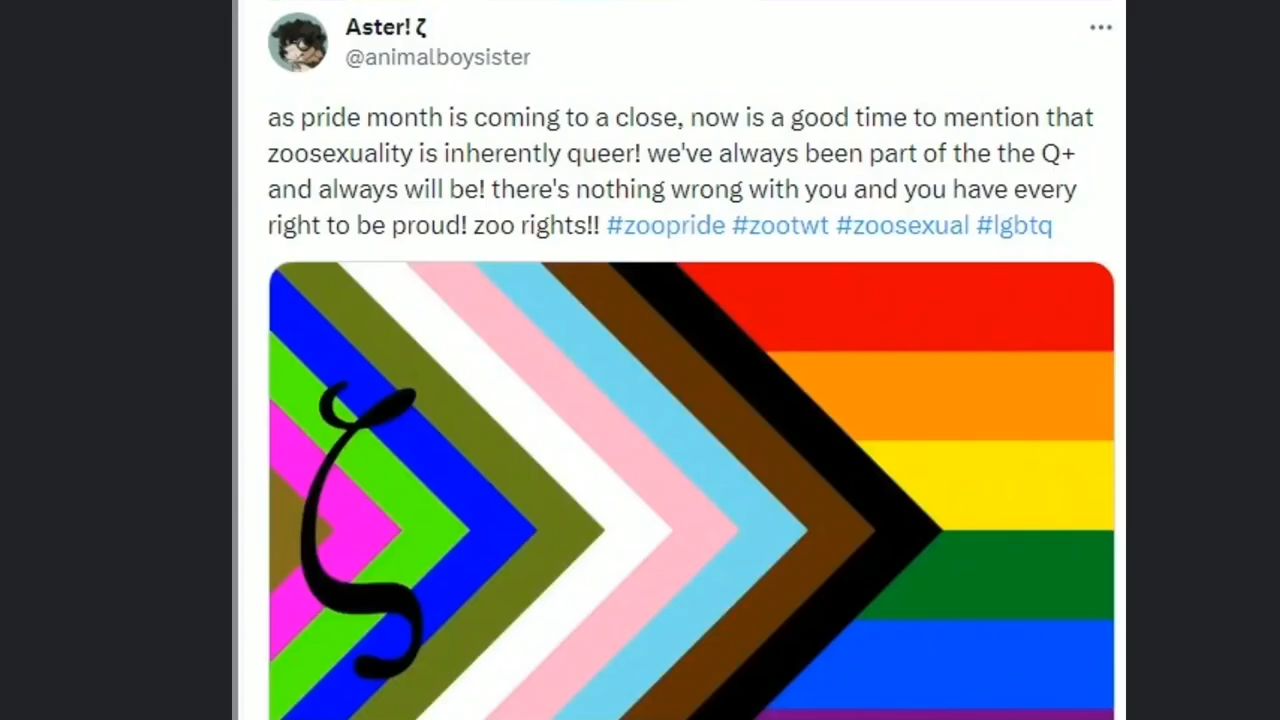 Aster! ζ
@animalboysister
as pride month is coming to a close, now is a good time to mention that
zoosexuality is inherently queer! we've always been part of the the Q+
and always will be! there's nothing wrong with you and you have every
right to be proud! zoo rights!! #zoopride #zootwt #zoosexual #lgbtq
ζ